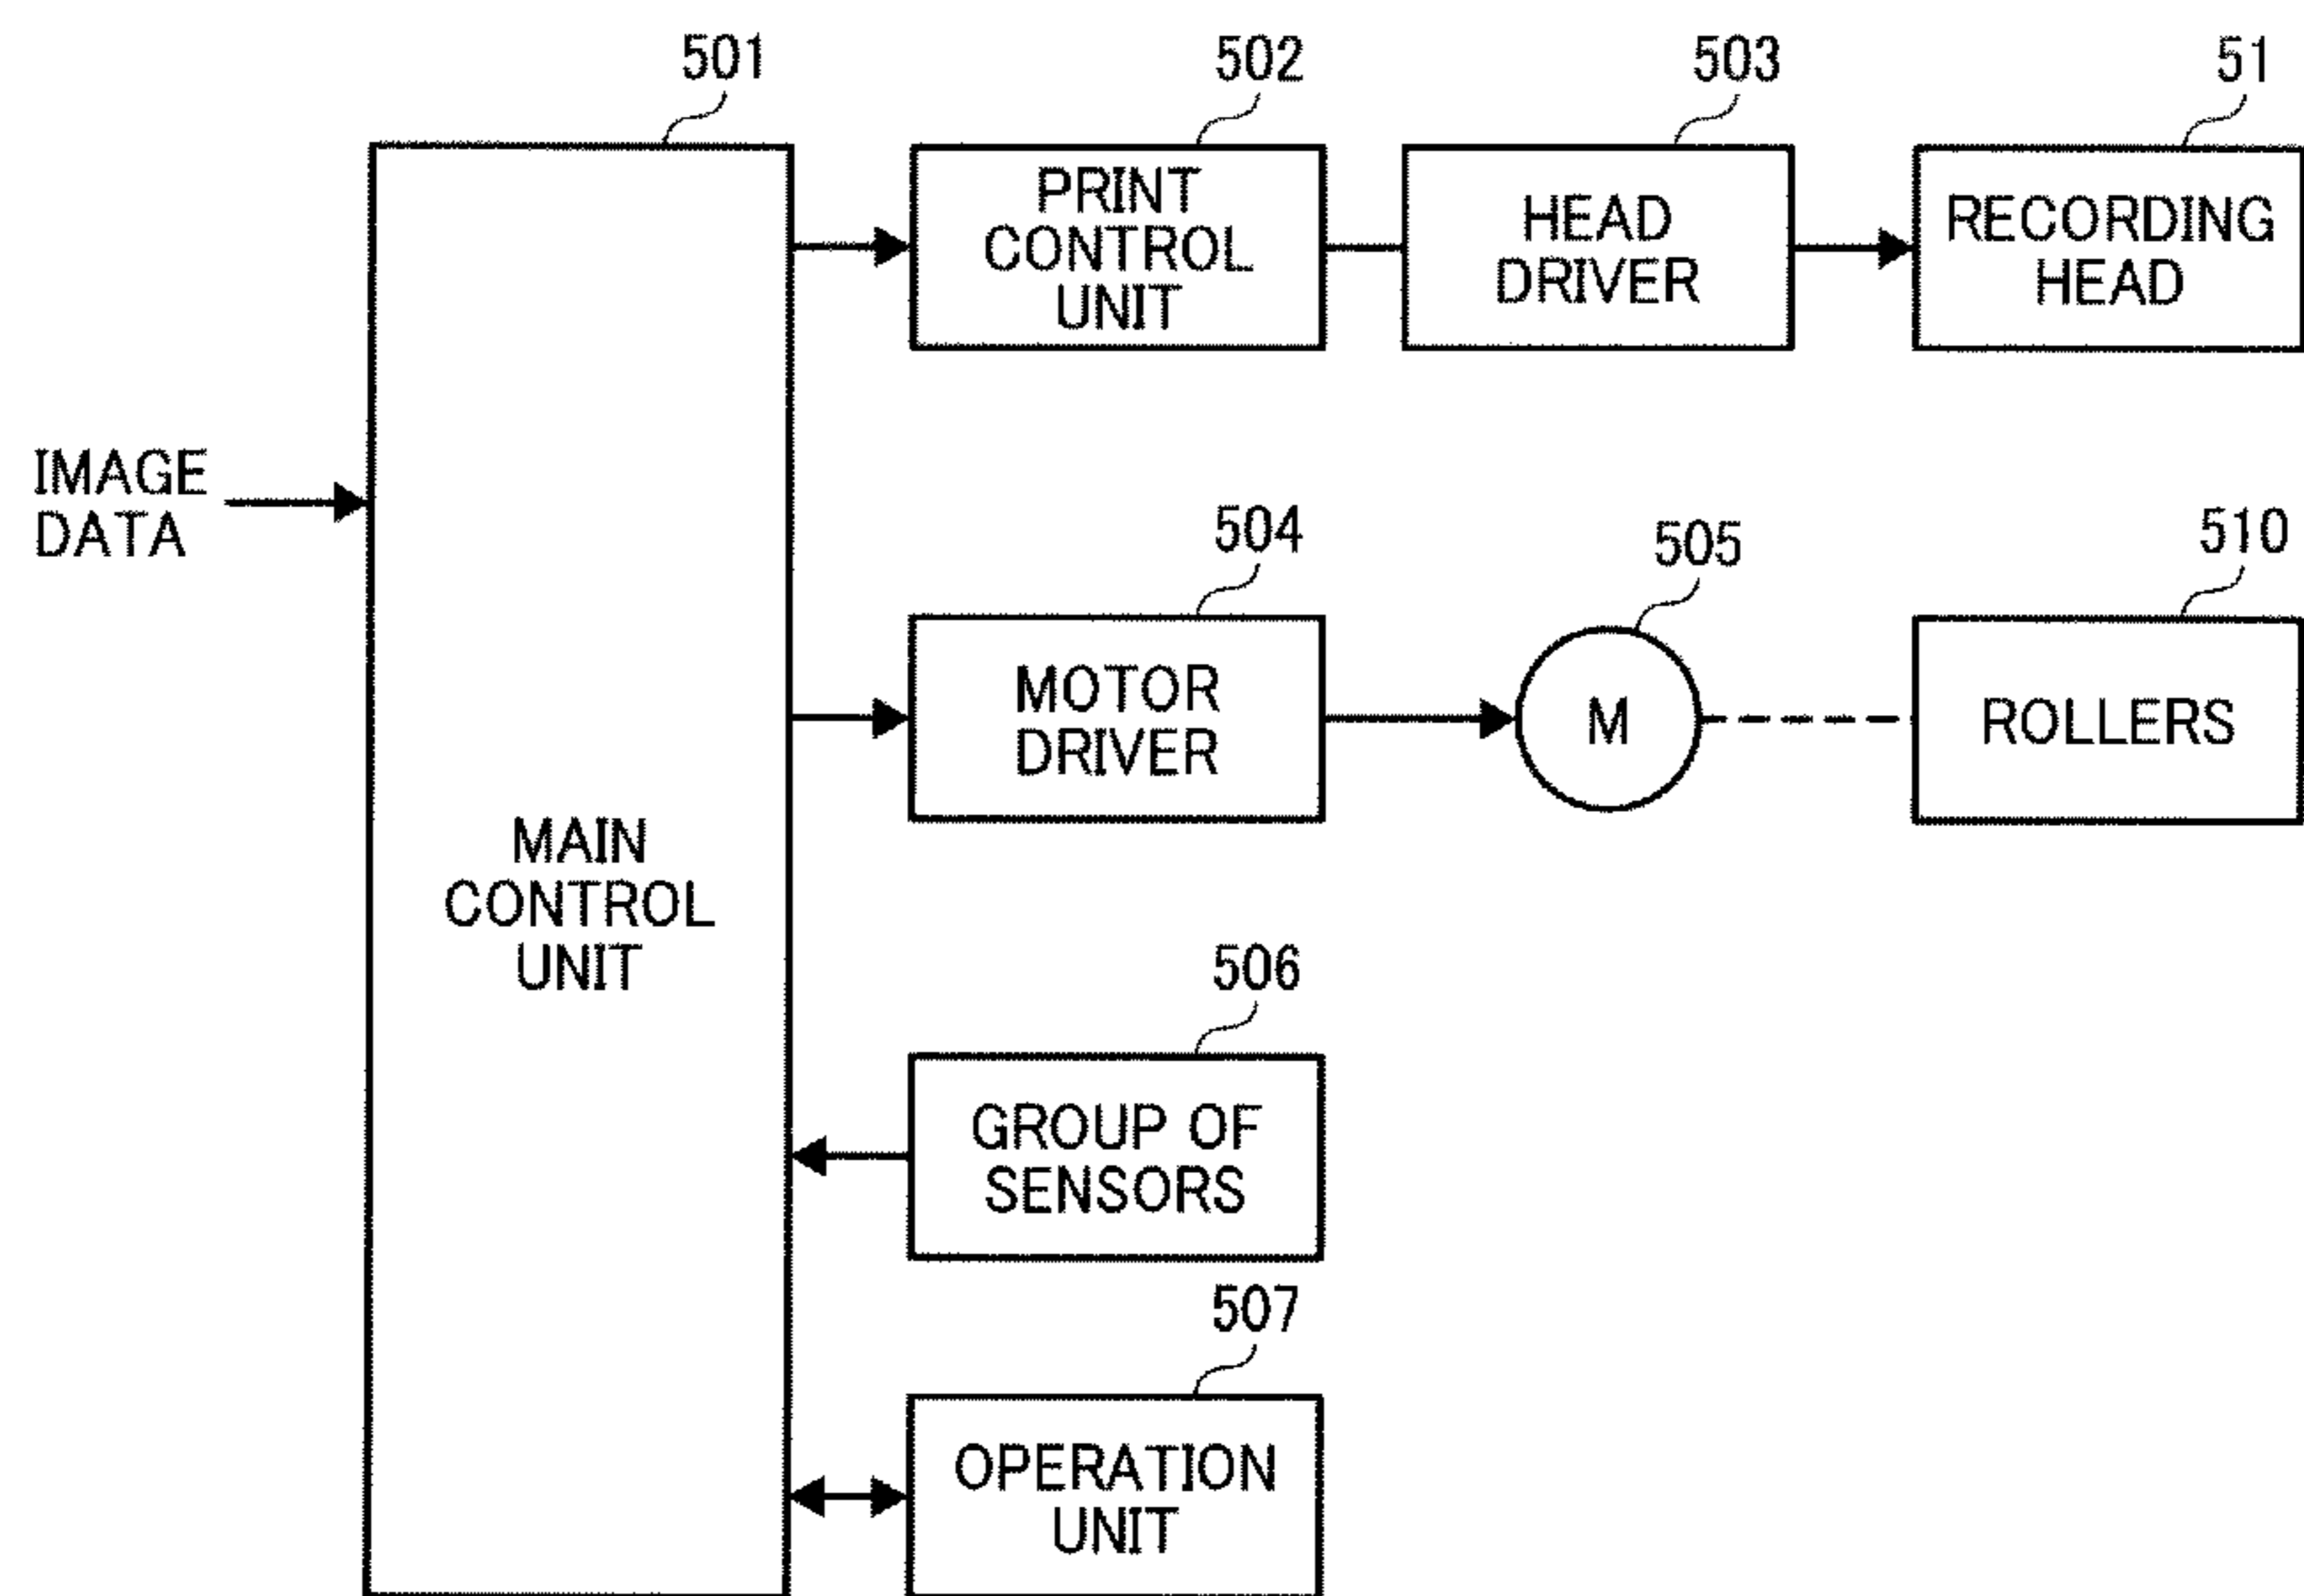 501
502
503
51
PRINT
CONTROL
UNIT
HEAD
DRIVER
RECORDING
HEAD
IMAGE
DATA
504
505
510
MOTOR
DRIVER
M
ROLLERS
MAIN
CONTROL
UNIT
506
GROUP OF
SENSORS
507
OPERATION
UNIT